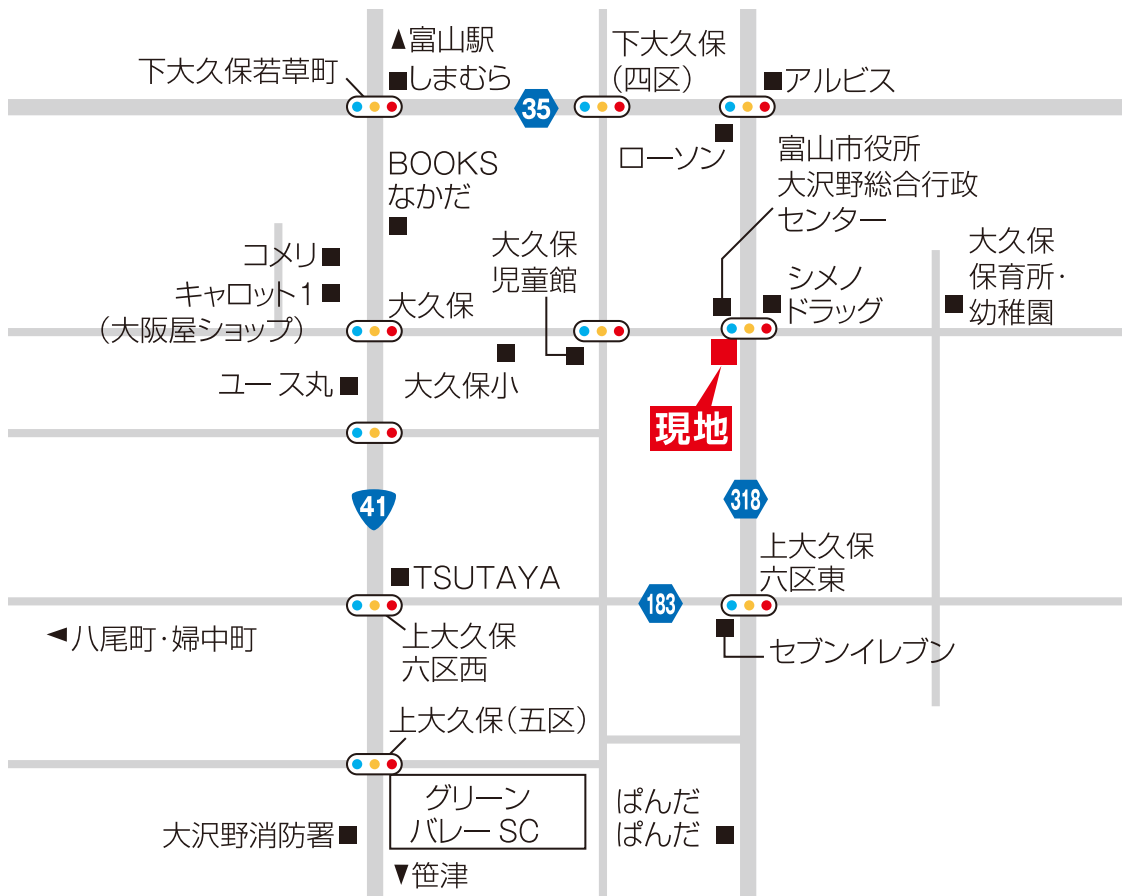 ▲富山駅
下大久保
(四区)
下大久保若草町
しまむら
アルビス
35
ローソン
富山市役所
大沢野総合行政
センター
BOOKS
なかだ
コメリ
キャロット1
(大阪屋ショップ)
大久保
大久保
児童館
シメノ
ドラッグ
大久保
保育所・
幼稚園
ユース丸
大久保小
現地
41
318
TSUTAYA
183
上大久保
六区東
◀八尾町・婦中町
上大久保
六区西
セブンイレブン
上大久保(五区)
グリーン
バレーSC
ぱんだ
ぱんだ
大沢野消防署
▼笹津